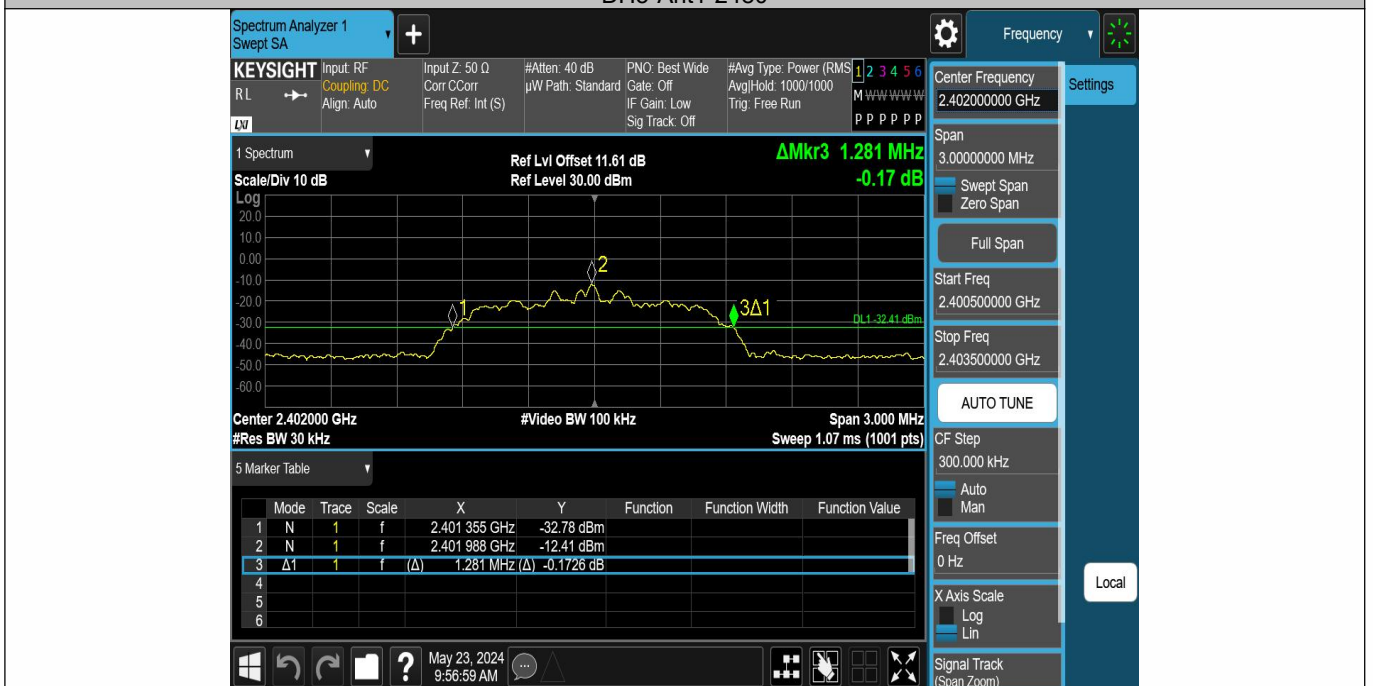 Spectrum Analyzer 1
Swept SA
Frequency
KEYSIGHT
RL
LXI
Input: RF
Coupling: DC
Align: Auto
Input Z: 50 Ω
Corr CCorr
Freq Ref: Int (S)
#Atten: 40 dB
µW Path: Standard
PNO: Best Wide
Gate: Off
IF Gain: Low
Sig Track: Off
#Avg Type: Power (RMS
Avg|Hold: 1000/1000
Trig: Free Run
1 2 3 4 5 6
M W W W W W
P P P P P P
1 Spectrum
Scale/Div 10 dB
Ref Lvl Offset 11.61 dB
Ref Level 30.00 dBm
ΔMkr3 1.281 MHz
-0.17 dB
Log
20.0
10.0
0.00
-10.0
-20.0
-30.0
-40.0
-50.0
-60.0
1
2
3Δ1
DL1 -32.41 dBm
Center 2.402000 GHz
#Res BW 30 kHz
#Video BW 100 kHz
Span 3.000 MHz
Sweep 1.07 ms (1001 pts)
5 Marker Table
Mode Trace Scale X Y Function Function Width Function Value
1 N 1 f 2.401 355 GHz -32.78 dBm
2 N 1 f 2.401 988 GHz -12.41 dBm
3 Δ1 1 f (Δ) 1.281 MHz (Δ) -0.1726 dB
4
5
6
May 23, 2024
9:56:59 AM
?
Center Frequency
2.402000000 GHz
Span
3.00000000 MHz
Swept Span
Zero Span
Full Span
Start Freq
2.400500000 GHz
Stop Freq
2.403500000 GHz
AUTO TUNE
CF Step
300.000 kHz
Auto
Man
Freq Offset
0 Hz
X Axis Scale
Log
Lin
Signal Track
(Span Zoom)
Settings
Local